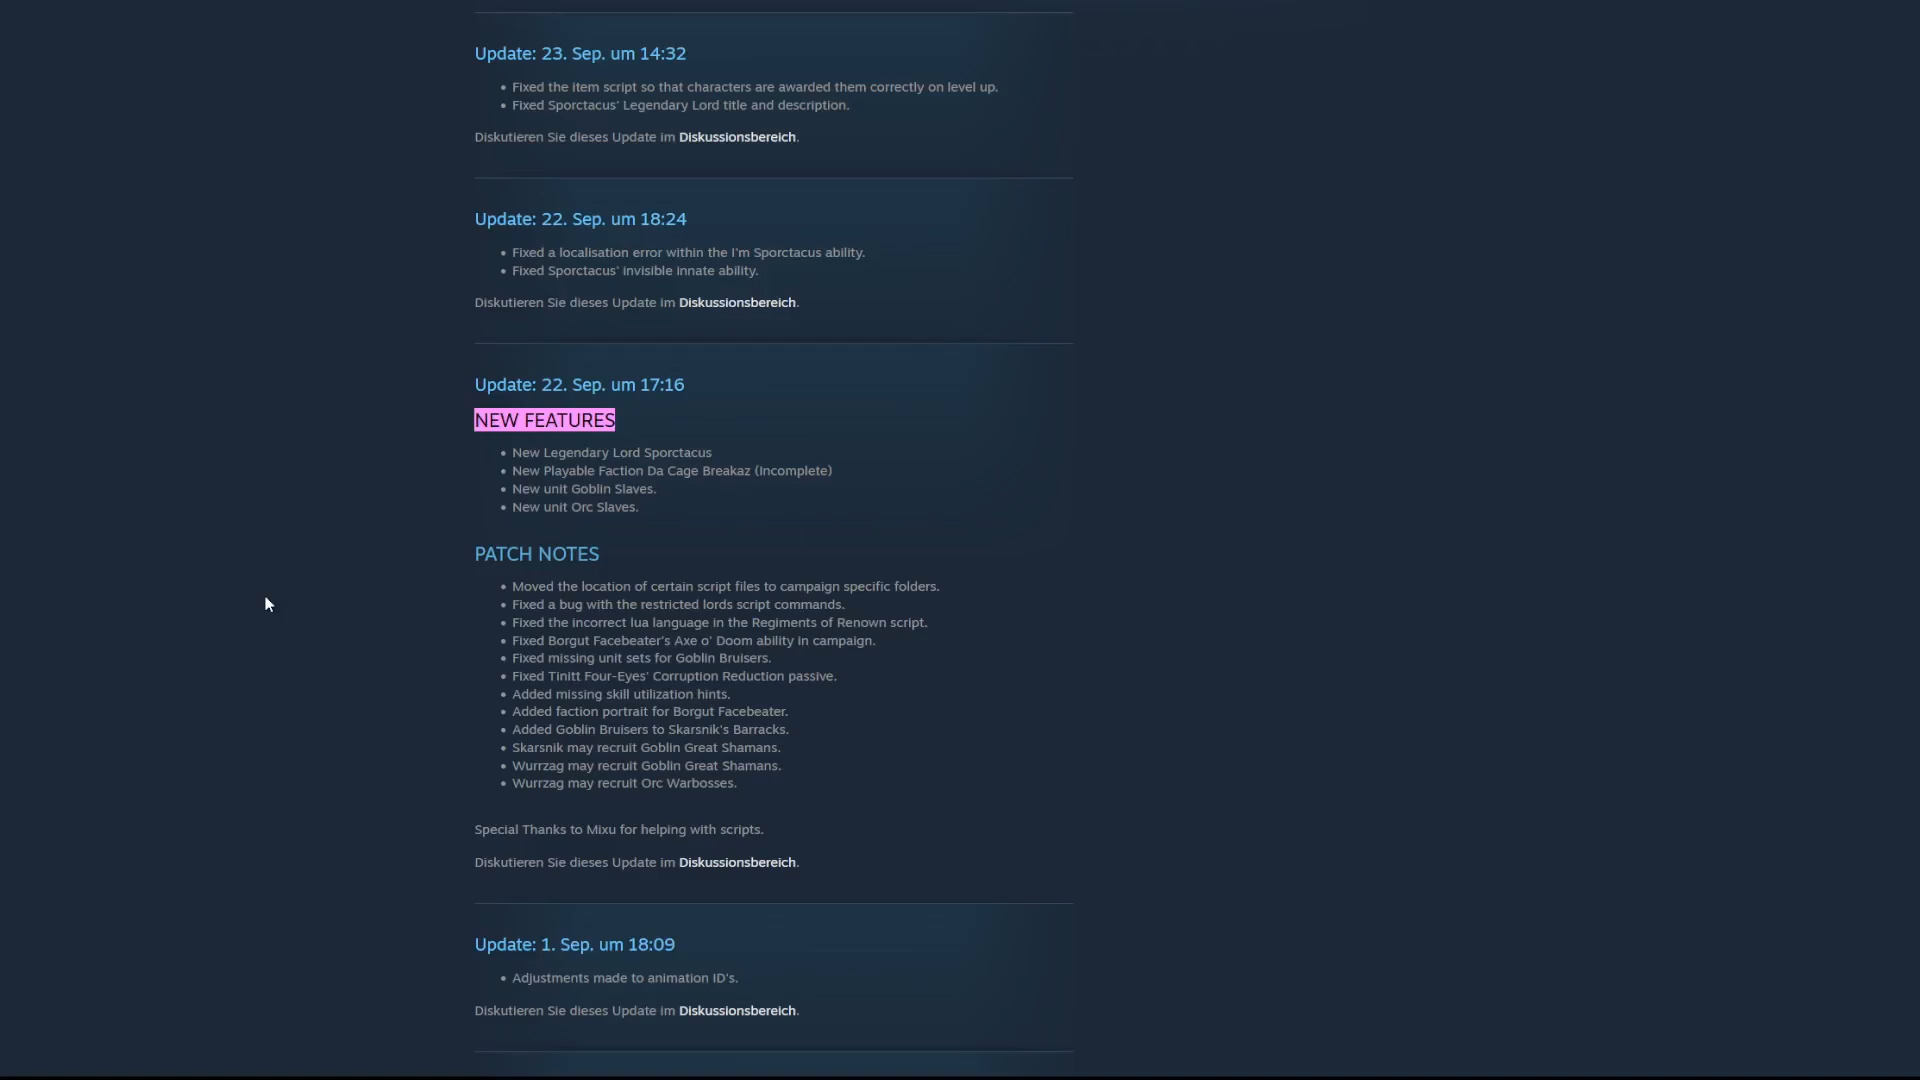 Update: 23. Sep. um 14:32
• Fixed the item script so that characters are awarded them correctly on level up.
• Fixed Sporctacus' Legendary Lord title and description.
Diskutieren Sie dieses Update im Diskussionsbereich.
Update: 22. Sep. um 18:24
• Fixed a localisation error within the I'm Sporctacus ability.
• Fixed Sporctacus' invisible innate ability.
Diskutieren Sie dieses Update im Diskussionsbereich.
Update: 22. Sep. um 17:16
NEW FEATURES
• New Legendary Lord Sporctacus
• New Playable Faction Da Cage Breakaz (Incomplete)
• New unit Goblin Slaves.
• New unit Orc Slaves.
PATCH NOTES
• Moved the location of certain script files to campaign specific folders.
• Fixed a bug with the restricted lords script commands.
• Fixed the incorrect lua language in the Regiments of Renown script.
• Fixed Borgut Facebeater's Axe o' Doom ability in campaign.
• Fixed missing unit sets for Goblin Bruisers.
• Fixed Tinitt Four-Eyes' Corruption Reduction passive.
• Added missing skill utilization hints.
• Added faction portrait for Borgut Facebeater.
• Added Goblin Bruisers to Skarsnik's Barracks.
• Skarsnik may recruit Goblin Great Shamans.
• Wurrzag may recruit Goblin Great Shamans.
• Wurrzag may recruit Orc Warbosses.
Special Thanks to Mixu for helping with scripts.
Diskutieren Sie dieses Update im Diskussionsbereich.
Update: 1. Sep. um 18:09
• Adjustments made to animation ID's.
Diskutieren Sie dieses Update im Diskussionsbereich.